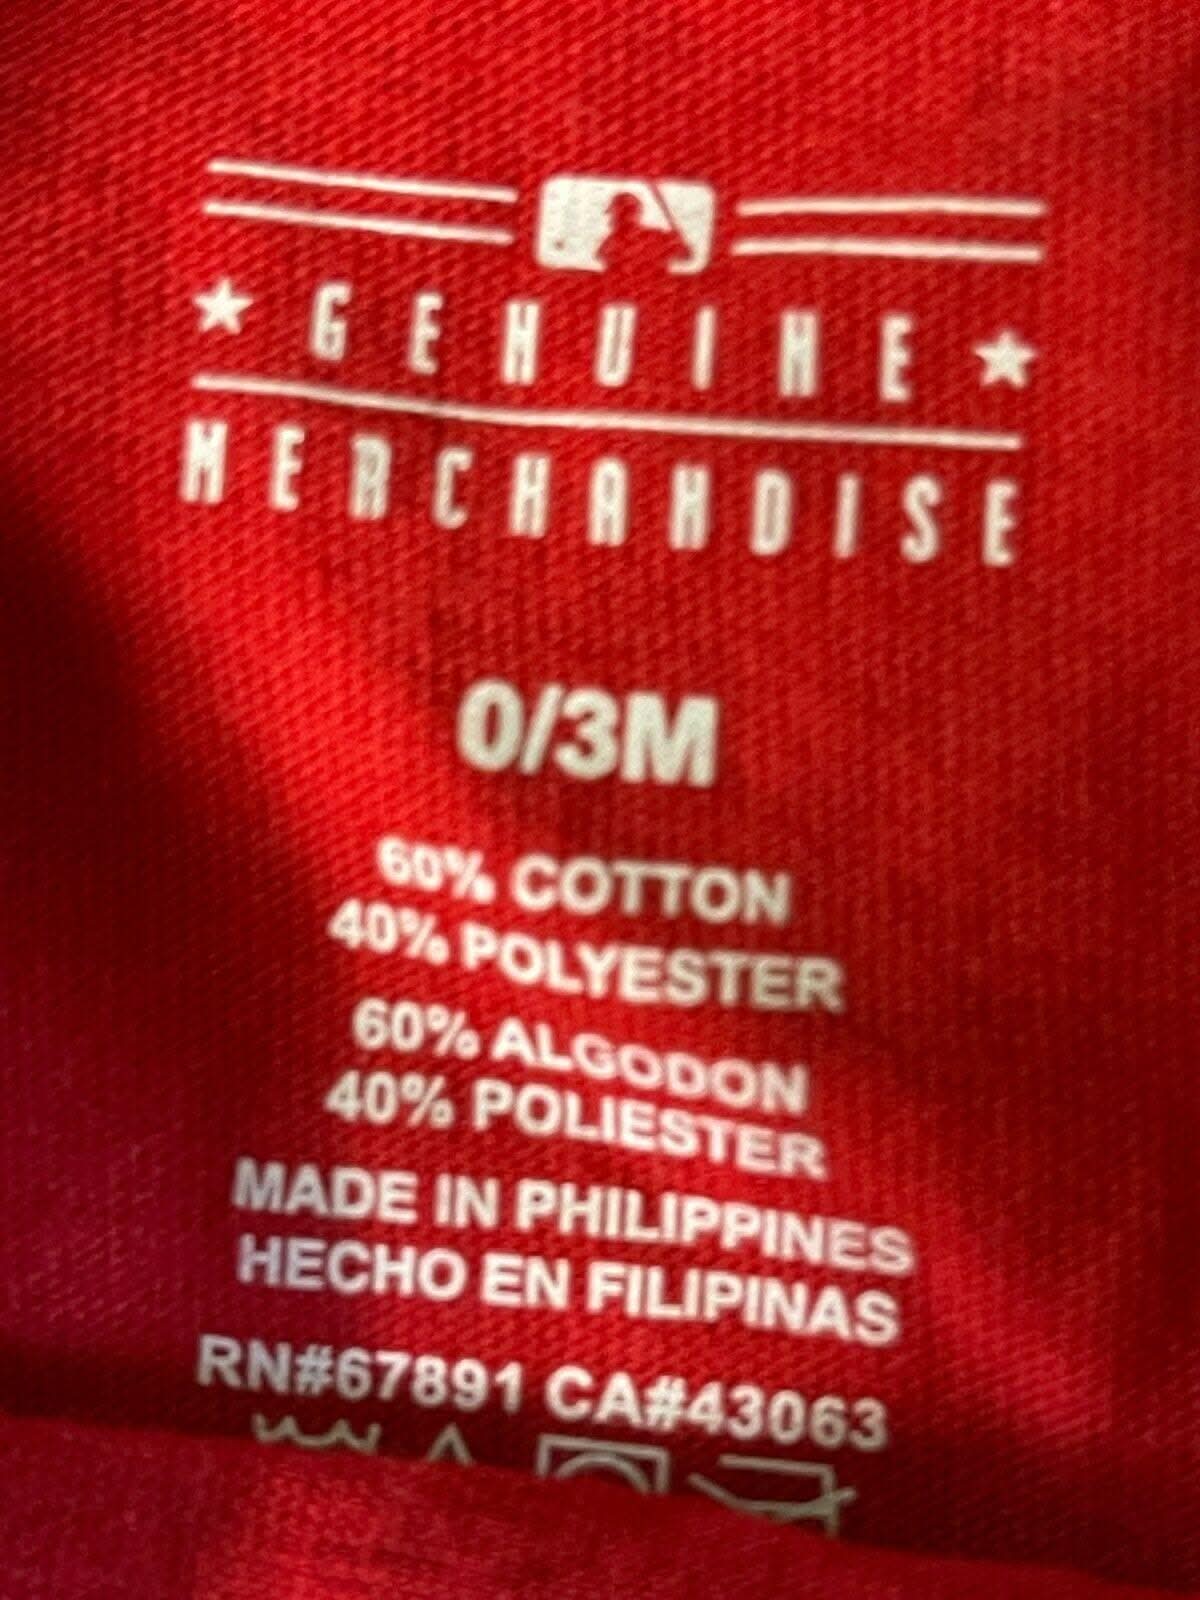 GENUINE
MERCHANDISE
0/3M
60% COTTON
40% POLYESTER
60% ALGODON
40% POLIESTER
MADE IN PHILIPPINES
HECHO EN FILIPINAS
RN#67891 CA#43063